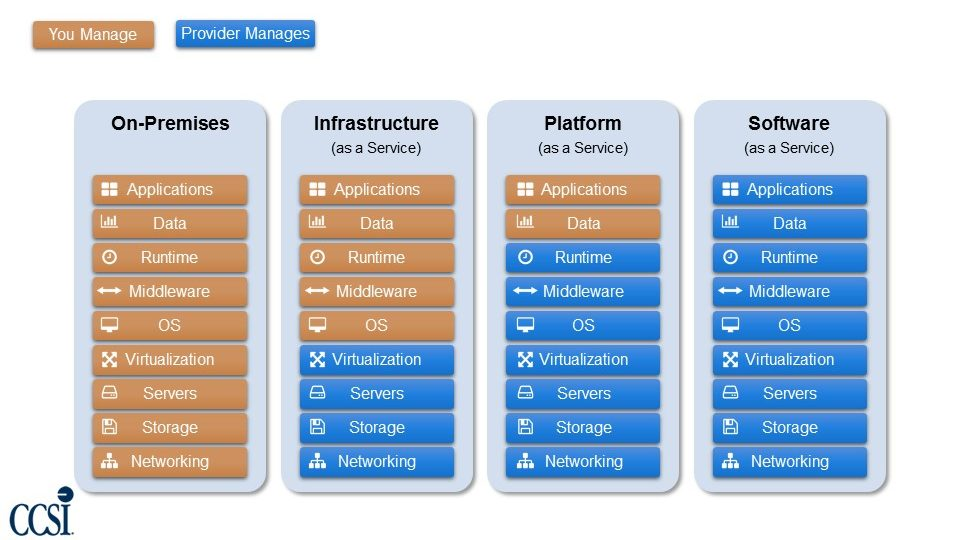 You Manage
Provider Manages
On-Premises
Applications
Data
Runtime
Middleware
OS
Virtualization
Servers
Storage
Networking
Infrastructure
(as a Service)
Applications
Data
Runtime
Middleware
OS
Virtualization
Servers
Storage
Networking
Platform
(as a Service)
Applications
Data
Runtime
Middleware
OS
Virtualization
Servers
Storage
Networking
Software
(as a Service)
Applications
Data
Runtime
Middleware
OS
Virtualization
Servers
Storage
Networking
CCSI